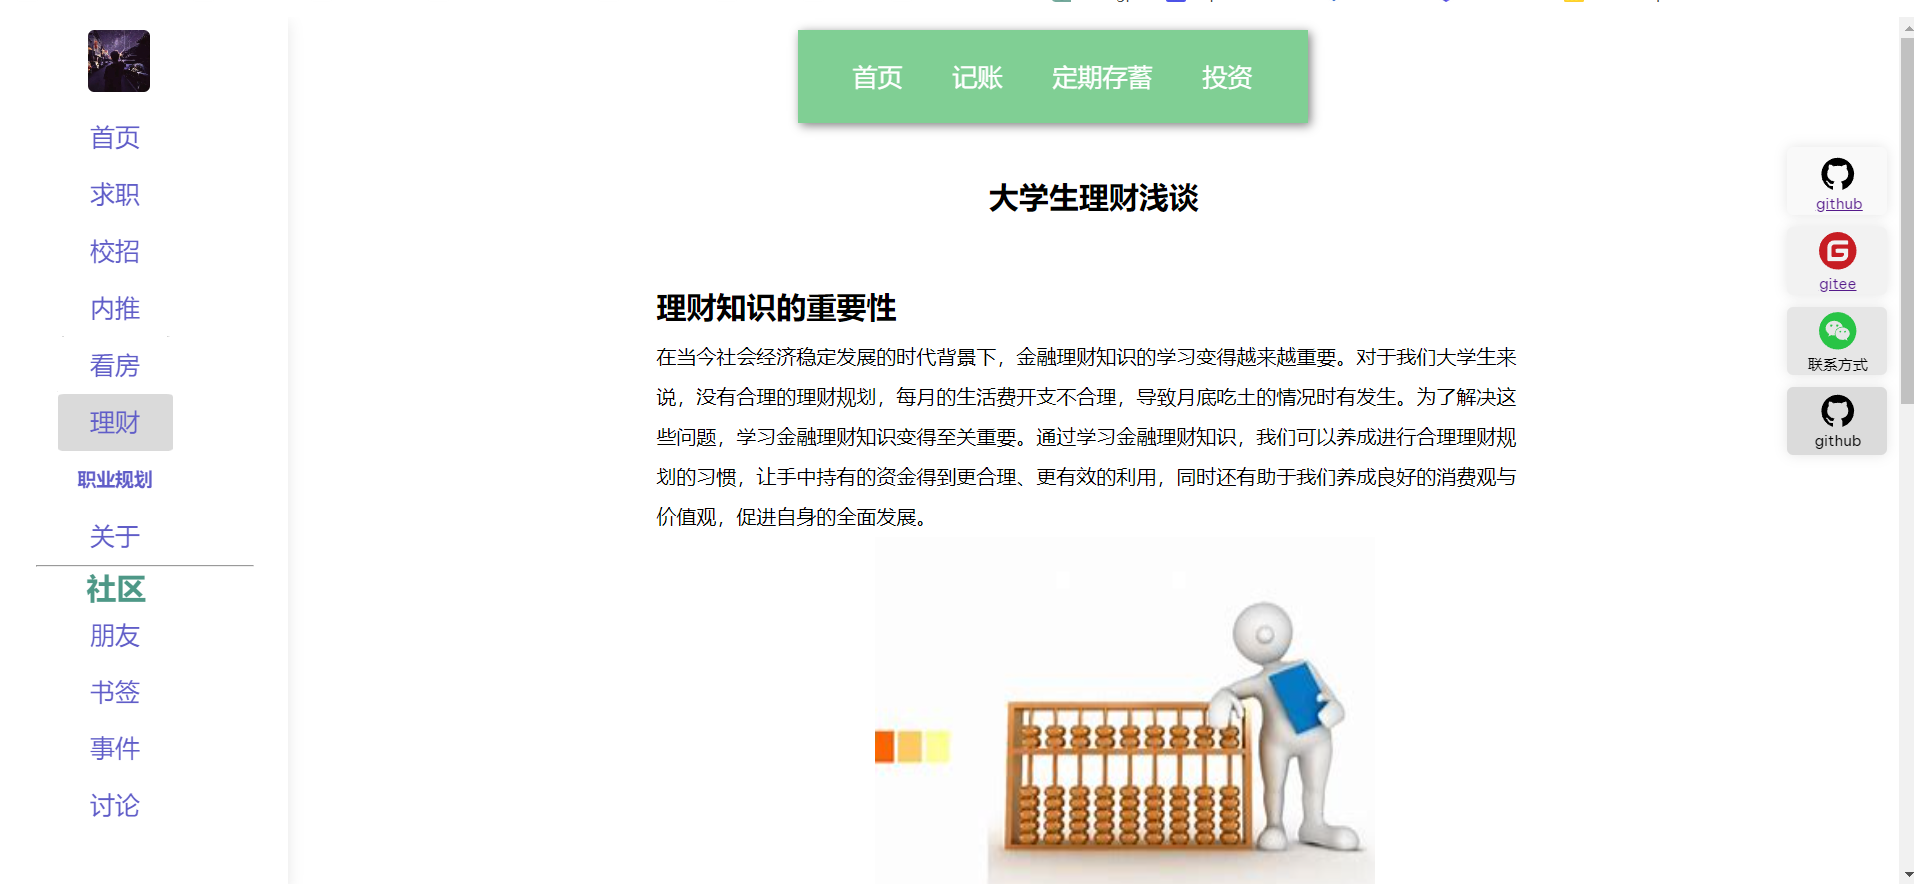 首页
求职
校招
内推
看房
理财
职业规划
关于
社区
朋友
书签
事件
讨论
首页 记账 定期存蓄 投资
大学生理财浅谈
理财知识的重要性
在当今社会经济稳定发展的时代背景下，金融理财知识的学习变得越来越重要。对于我们大学生来
说，没有合理的理财规划，每月的生活费开支不合理，导致月底吃土的情况时有发生。为了解决这
些问题，学习金融理财知识变得至关重要。通过学习金融理财知识，我们可以养成进行合理理财规
划的习惯，让手中持有的资金得到更合理、更有效的利用，同时还有助于我们养成良好的消费观与
价值观，促进自身的全面发展。
github
gitee
联系方式
github